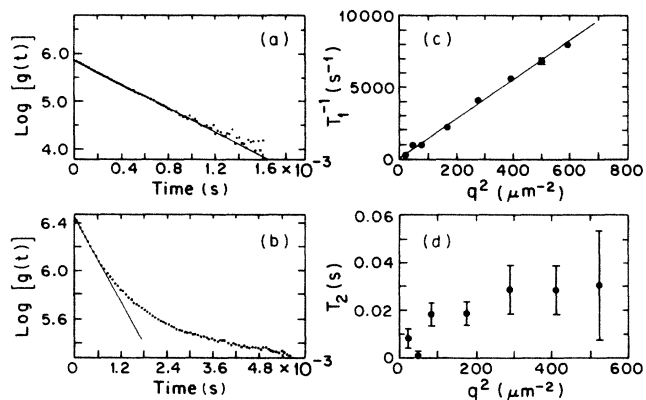 (a)
Log [g(t)]
6.0
5.0
4.0
0 0.4 0.8 1.2 1.6 ×10⁻³
Time (s)
(c)
T₁⁻¹ (s⁻¹)
10000
5000
0
0 200 400 600 800
q² (μm⁻²)
(b)
Log [g(t)]
6.4
6.0
5.6
0 1.2 2.4 3.6 4.8 ×10⁻³
Time (s)
(d)
T₂ (s)
0.06
0.04
0.02
0
0 200 400 600
q² (μm⁻²)